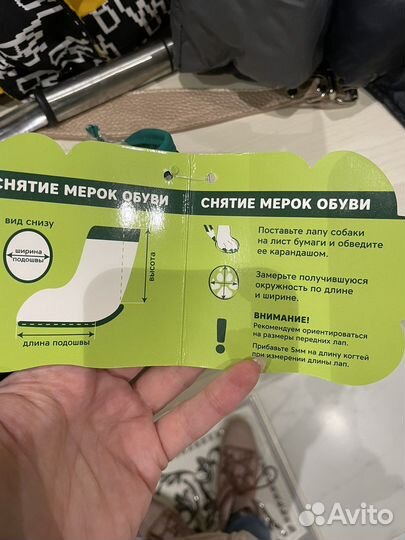 СНЯТИЕ МЕРОК ОБУВИ
вид снизу
ширина
подошвы
высота
длина подошвы
СНЯТИЕ МЕРОК ОБУВИ
Поставьте лапу собаки
на лист бумаги и обведите
ее карандашом.
Замерьте получившуюся
окружность по длине
и ширине.
ВНИМАНИЕ!
Рекомендуем ориентироваться
на размеры передних лап.
Прибавьте 5мм на длину когтей
при измерении длины лап.
Avito